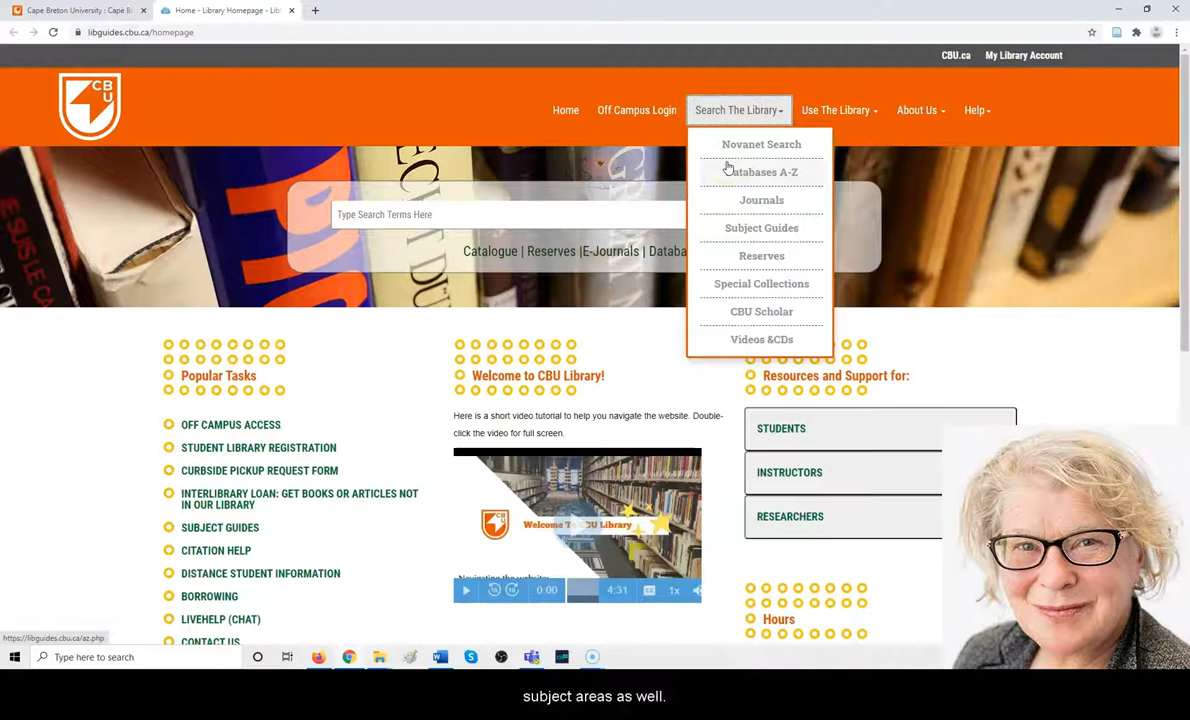 Cape Breton University : Cape B
Home - Library Homepage - Lib
libguides.cbu.ca/homepage
CBU.ca
My Library Account
CB
U
Home
Off Campus Login
Search The Library
Use The Library
About Us
Help
Novanet Search
Databases A-Z
Journals
Subject Guides
Reserves
Special Collections
CBU Scholar
Videos &CDs
Type Search Terms Here
Catalogue | Reserves |E-Journals | Databa
Popular Tasks
OFF CAMPUS ACCESS
STUDENT LIBRARY REGISTRATION
CURBSIDE PICKUP REQUEST FORM
INTERLIBRARY LOAN: GET BOOKS OR ARTICLES NOT
IN OUR LIBRARY
SUBJECT GUIDES
CITATION HELP
DISTANCE STUDENT INFORMATION
BORROWING
LIVEHELP (CHAT)
CONTACT US
Welcome to CBU Library!
Here is a short video tutorial to help you navigate the website. Double-
click the video for full screen.
Welcome To CBU Library
Navigating the website:
0:00
4:31
1x
Resources and Support for:
STUDENTS
INSTRUCTORS
RESEARCHERS
Hours
https://libguides.cbu.ca/az.php
Type here to search
subject areas as well.